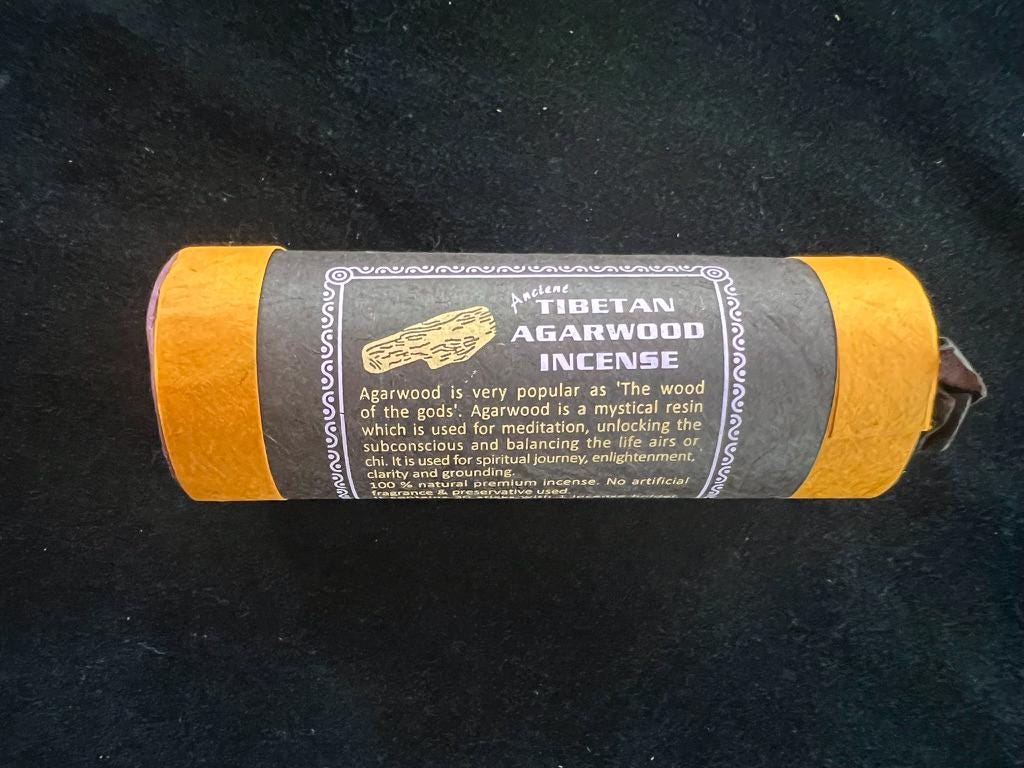 Ancient
TIBETAN
AGARWOOD
INCENSE
Agarwood is very popular as 'The wood
of the gods'. Agarwood is a mystical resin
which is used for meditation, unlocking the
subconscious and balancing the life airs or
chi. It is used for spiritual journey, enlightenment,
clarity and grounding.
100 % natural premium incense. No artificial
fragrance & preservative used.